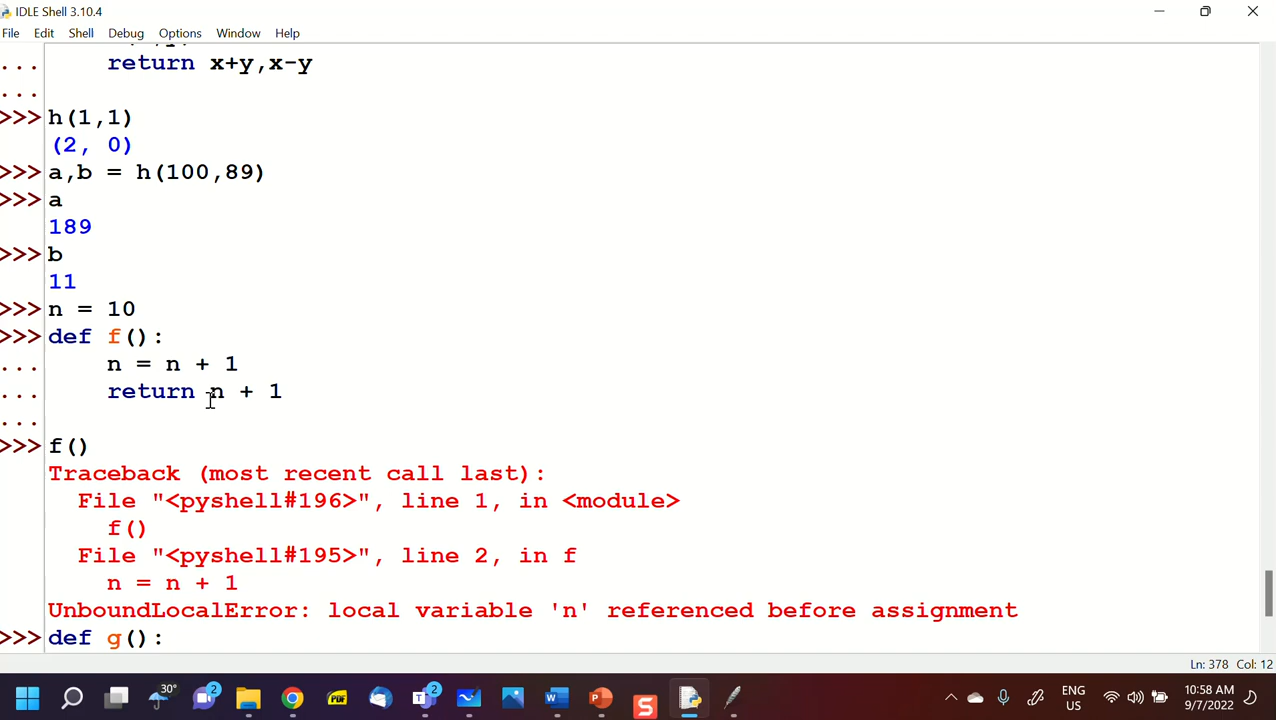 IDLE Shell 3.10.4
File Edit Shell Debug Options Window Help
... return x+y,x-y
...
>>> h(1,1)
(2, 0)
>>> a,b = h(100,89)
>>> a
189
>>> b
11
>>> n = 10
>>> def f():
... n = n + 1
... return n + 1
...
>>> f()
Traceback (most recent call last):
File "<pyshell#196>", line 1, in <module>
f()
File "<pyshell#195>", line 2, in f
n = n + 1
UnboundLocalError: local variable 'n' referenced before assignment
>>> def g():
Ln: 378 Col: 12
30° 2 PDF 2 W P S ENG 10:58 AM
US 9/7/2022